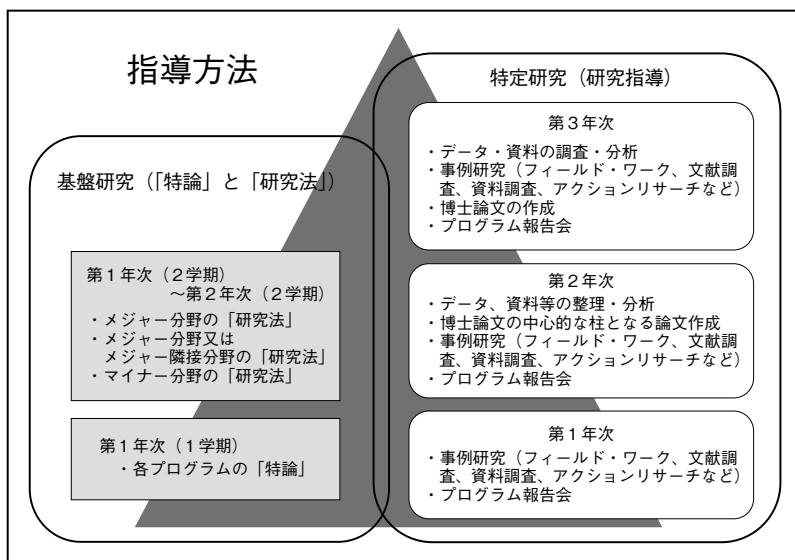 指導方法
基盤研究（「特論」と「研究法」）
第１年次（２学期）
～第２年次（２学期）
・メジャー分野の「研究法」
・メジャー分野又は
メジャー隣接分野の「研究法」
・マイナー分野の「研究法」
第１年次（１学期）
・各プログラムの「特論」
特定研究（研究指導）
第３年次
・データ・資料の調査・分析
・事例研究（フィールド・ワーク、文献調
査、資料調査、アクションリサーチなど）
・博士論文の作成
・プログラム報告会
第２年次
・データ、資料等の整理・分析
・博士論文の中心的な柱となる論文作成
・事例研究（フィールド・ワーク、文献調
査、資料調査、アクションリサーチなど）
・プログラム報告会
第１年次
・事例研究（フィールド・ワーク、文献調
査、資料調査、アクションリサーチなど）
・プログラム報告会